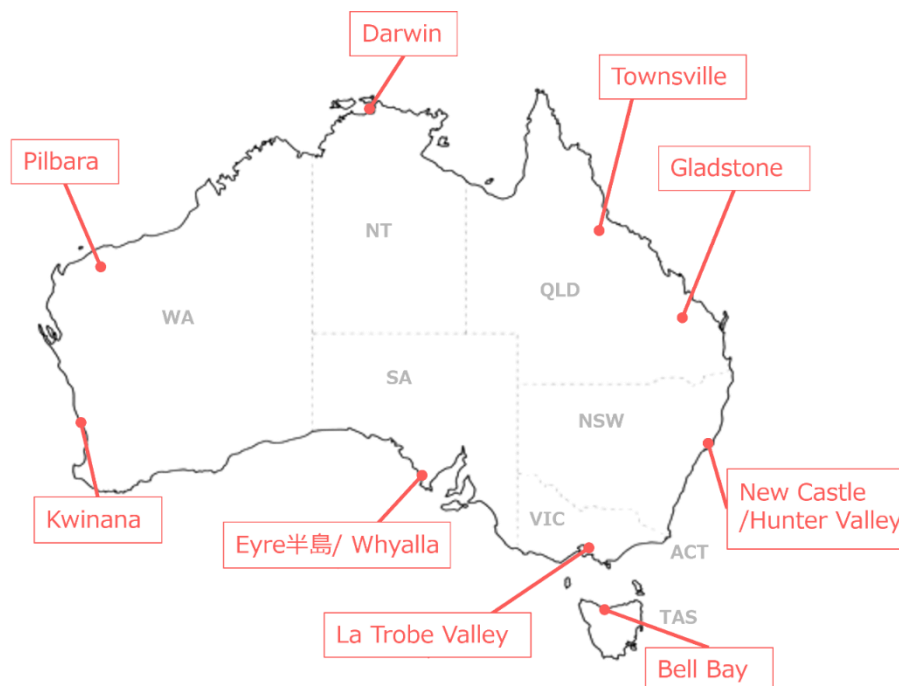 Darwin
Townsville
Pilbara
Gladstone
NT
QLD
WA
SA
NSW
New Castle
/Hunter Valley
Kwinana
Eyre半島/ Whyalla
VIC
ACT
La Trobe Valley
TAS
Bell Bay